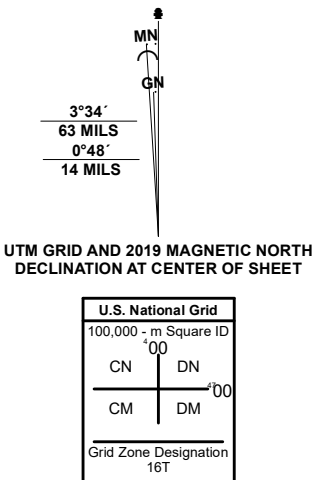 MN
GN
3°34´
63 MILS
0°48´
14 MILS
UTM GRID AND 2019 MAGNETIC NORTH
DECLINATION AT CENTER OF SHEET
U.S. National Grid
100,000 - m Square ID
⁴00
CN DN
⁴⁷00
CM DM
Grid Zone Designation
16T